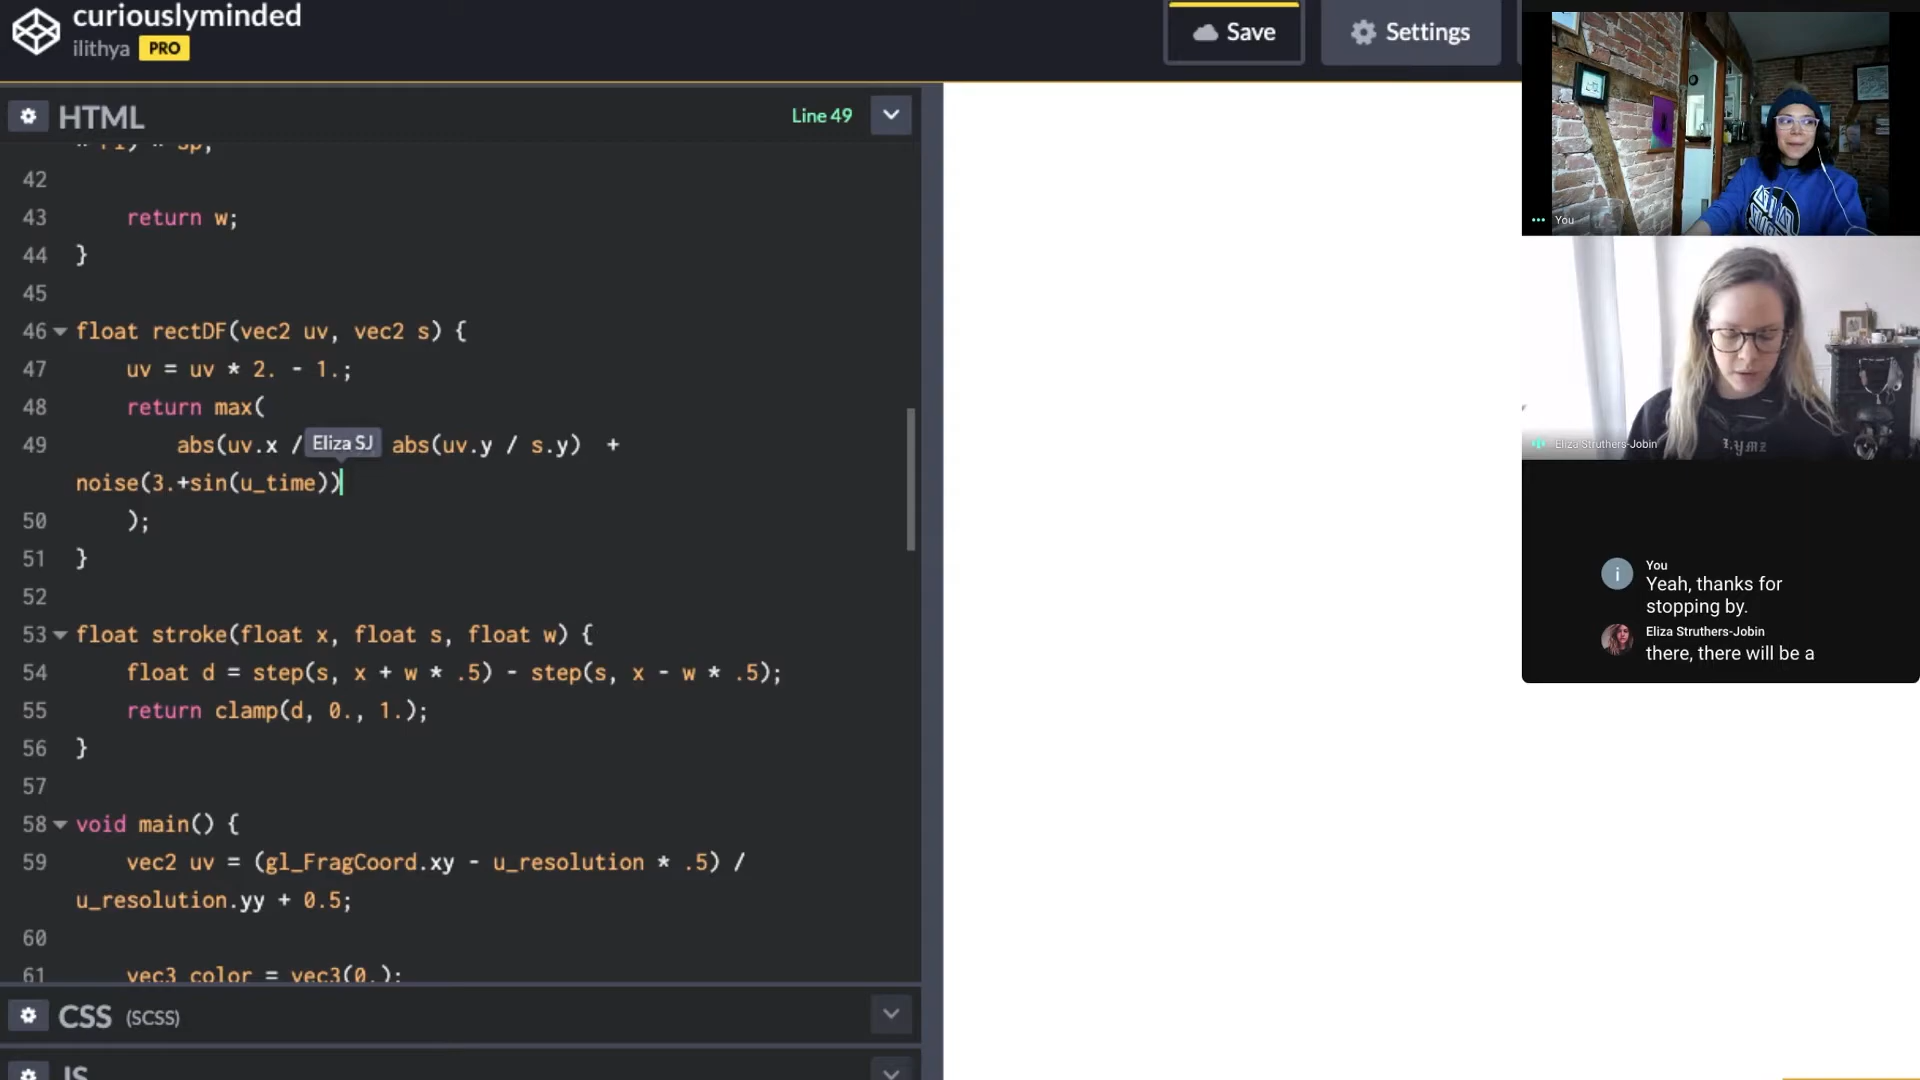 curiouslyminded
ilithya PRO
Save
Settings
HTML
Line 49
42
43 return w;
44 }
45
46 float rectDF(vec2 uv, vec2 s) {
47 uv = uv * 2. - 1.;
48 return max(
49 abs(uv.x / Eliza SJ abs(uv.y / s.y) +
noise(3.+sin(u_time))
50 );
51 }
52
53 float stroke(float x, float s, float w) {
54 float d = step(s, x + w * .5) - step(s, x - w * .5);
55 return clamp(d, 0., 1.);
56 }
57
58 void main() {
59 vec2 uv = (gl_FragCoord.xy - u_resolution * .5) /
u_resolution.yy + 0.5;
60
61 vec3 color = vec3(0.);
CSS (SCSS)
JS
You
Eliza Struthers-Jobin
i
You
Yeah, thanks for
stopping by.
Eliza Struthers-Jobin
there, there will be a